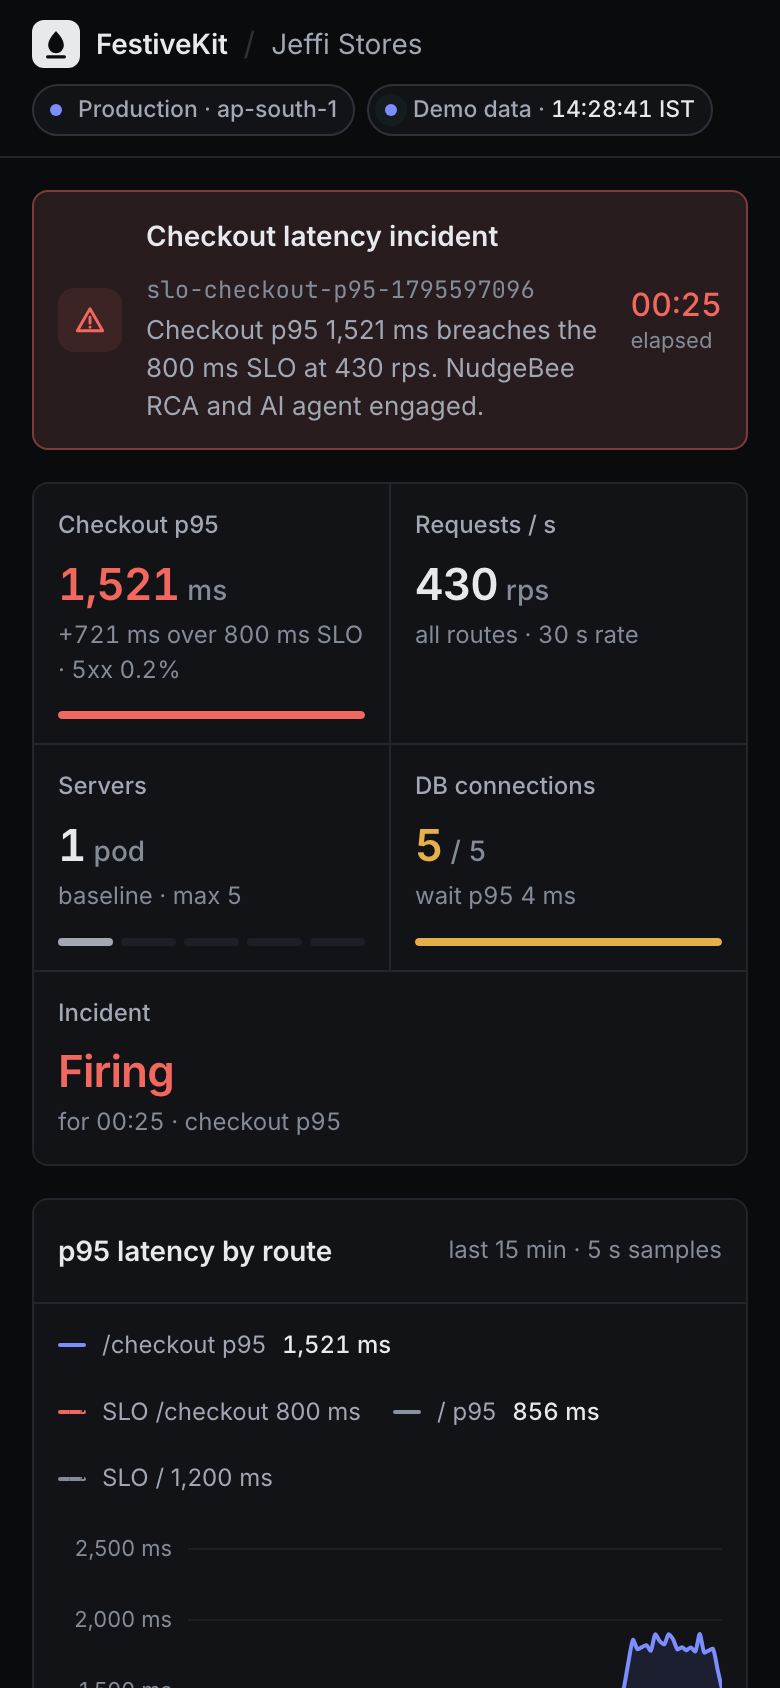 FestiveKit / Jeffi Stores
Production · ap-south-1
Demo data · 14:28:41 IST
Checkout latency incident
slo-checkout-p95-1795597096
Checkout p95 1,521 ms breaches the
800 ms SLO at 430 rps. NudgeBee
RCA and AI agent engaged.
00:25
elapsed
Checkout p95
1,521 ms
+721 ms over 800 ms SLO
· 5xx 0.2%
Requests / s
430 rps
all routes · 30 s rate
Servers
1 pod
baseline · max 5
DB connections
5 / 5
wait p95 4 ms
Incident
Firing
for 00:25 · checkout p95
p95 latency by route
last 15 min · 5 s samples
/checkout p95 1,521 ms
SLO /checkout 800 ms
/ p95 856 ms
SLO / 1,200 ms
2,500 ms
2,000 ms
1,500 ms